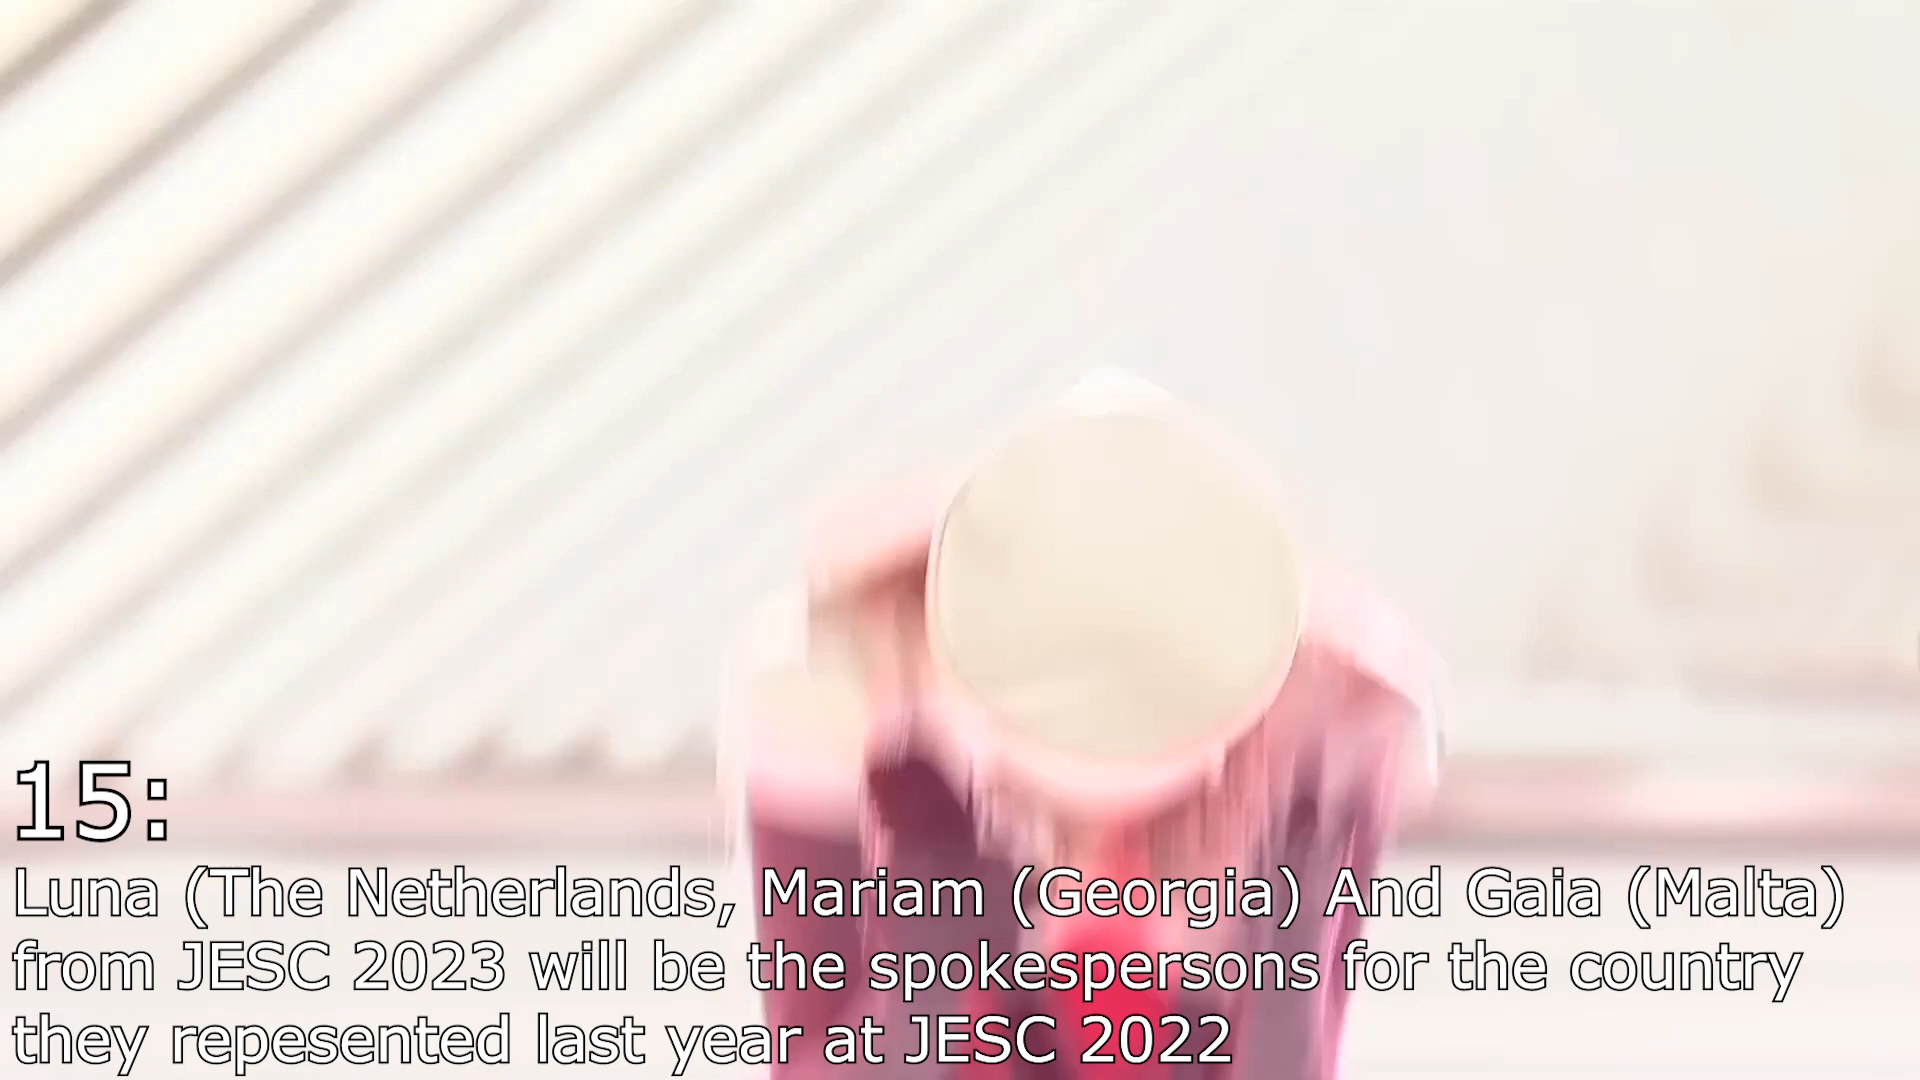 15:
Luna (The Netherlands, Mariam (Georgia) And Gaia (Malta)
from JESC 2023 will be the spokespersons for the country
they repesented last year at JESC 2022